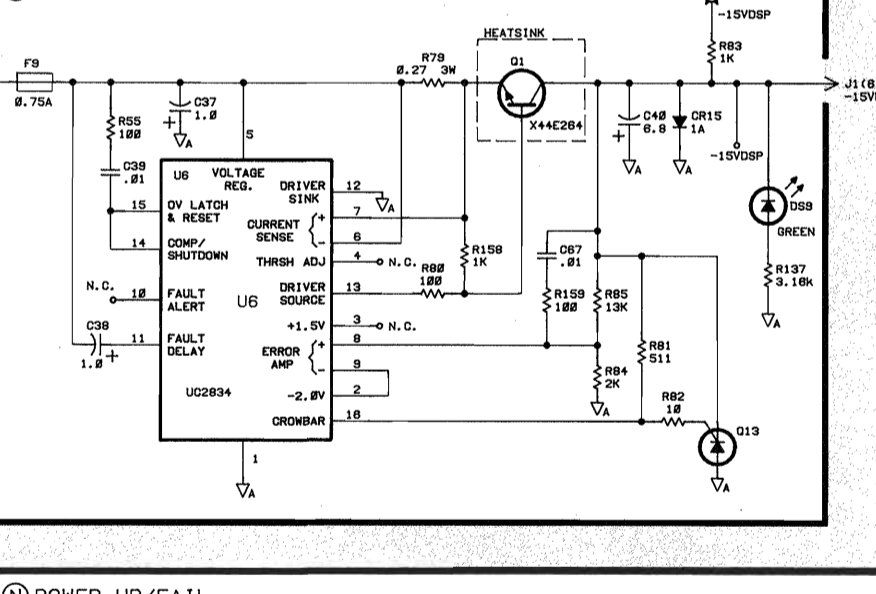 -15VDSP
R83
1K
HEATSINK
F9
0.75A
R79
0.27 3W
Q1
X44E264
J1(8
-15V
C37
1.0
+
A
R55
100
C39
.01
5
C40
6.8
+
A
CR15
1A
A
-15VDSP
DS9
GREEN
R137
3.16k
A
U6
VOLTAGE
REG.
DRIVER
SINK
12
A
15
OV LATCH
& RESET
CURRENT
SENSE
+
7
-
6
14
COMP/
SHUTDOWN
THRSH ADJ
4
N.C.
R158
1K
C67
.01
N.C.
10
FAULT
ALERT
U6
DRIVER
SOURCE
13
R80
100
R159
100
R85
13K
+1.5V
3
N.C.
C38
1.0
+
11
FAULT
DELAY
ERROR
AMP
+
8
-
9
R81
511
R84
2K
A
UC2834
-2.0V
2
CROWBAR
16
R82
10
Q13
A
1
A
N POWER UP/FAIL